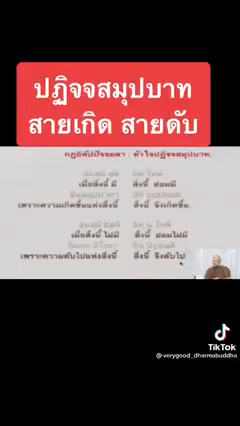 ปฏิจจสมุปบาท
สายเกิด สายดับ
กฎอิทัปปัจจยตา : หัวใจปฏิจจสมุปบาท.
เมื่อสิ่งนี้ มี สิ่งนี้ ย่อมมี
เพราะความเกิดขึ้นแห่งสิ่งนี้ สิ่งนี้ จึงเกิดขึ้น.
เมื่อสิ่งนี้ ไม่มี สิ่งนี้ ย่อมไม่มี
เพราะความดับไปแห่งสิ่งนี้ สิ่งนี้ จึงดับไป
TikTok
@verygood_dharmabuddha